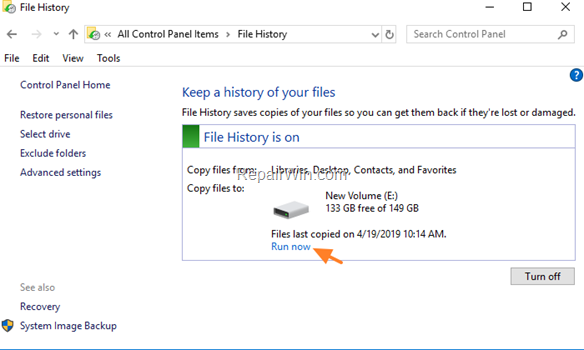 File History
« All Control Panel Items › File History
Search Control Panel
File Edit View Tools
Control Panel Home
Restore personal files
Select drive
Exclude folders
Advanced settings
Keep a history of your files
File History saves copies of your files so you can get them back if they're lost or damaged.
File History is on
Copy files from: Libraries, Desktop, Contacts, and Favorites
RepairWin.com
Copy files to:
New Volume (E:)
133 GB free of 149 GB
Files last copied on 4/19/2019 10:14 AM.
Run now
Turn off
See also
Recovery
System Image Backup